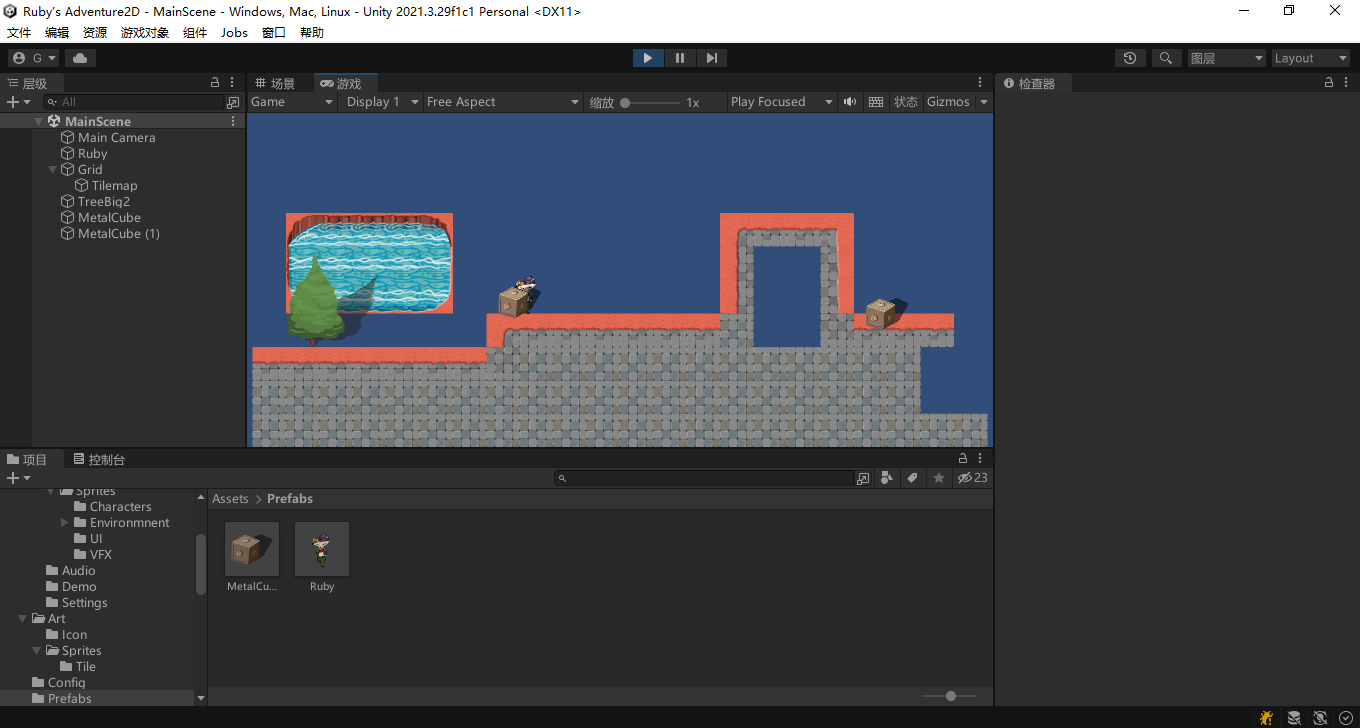 Ruby's Adventure2D - MainScene - Windows, Mac, Linux - Unity 2021.3.29f1c1 Personal <DX11>
文件 编辑 资源 游戏对象 组件 Jobs 窗口 帮助
G 图层 Layout
层级 场景 游戏 检查器
All Game Display 1 Free Aspect 缩放 1x Play Focused 状态 Gizmos
MainScene
Main Camera
Ruby
Grid
Tilemap
TreeBig2
MetalCube
MetalCube (1)
项目 控制台
23
Assets > Prefabs
Sprites
Characters
Environmnent
UI
VFX
Audio
Demo
Settings
Art
Icon
Sprites
Tile
Config
Prefabs
MetalCu... Ruby